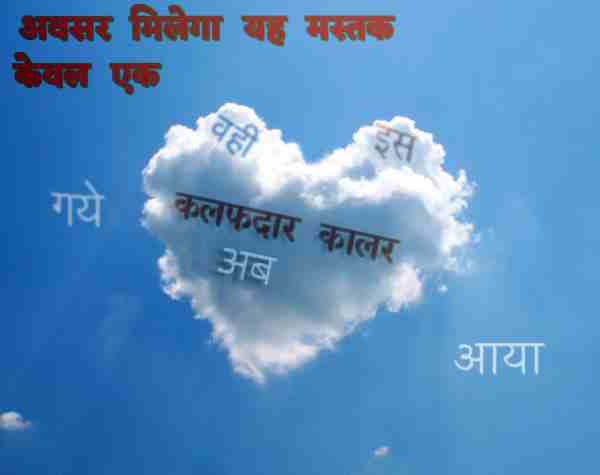 अवसर मिलेगा यह मस्तक
केवल एक
वही
इस
गये
कलफदार कालर
अब
आया